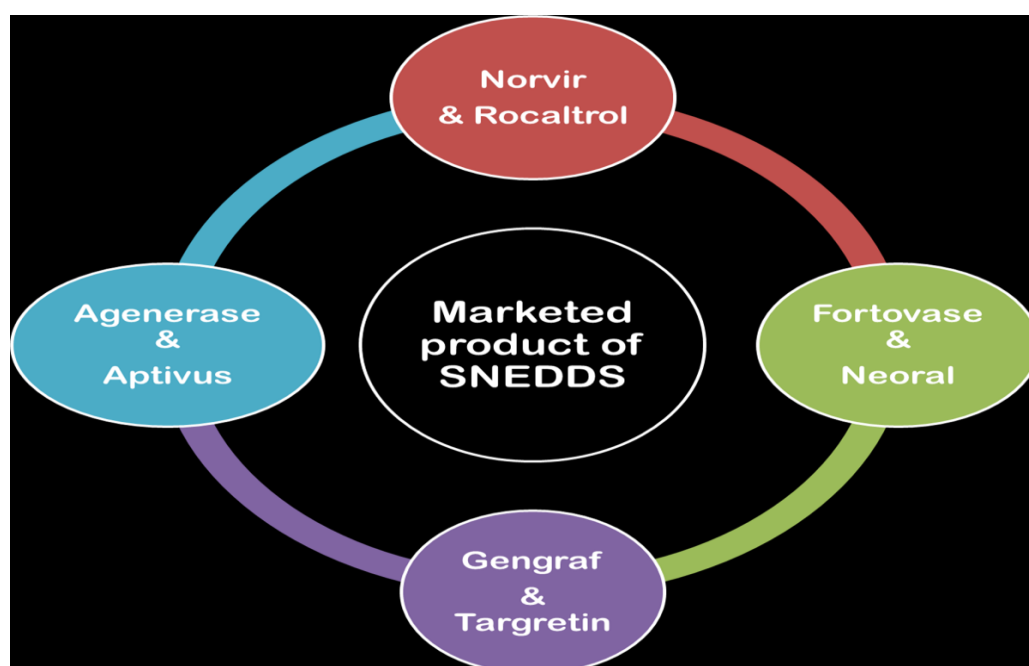 Norvir
& Rocaltrol
Agenerase
&
Aptivus
Marketed
product of
SNEDDS
Fortovase
&
Neoral
Gengraf
&
Targretin